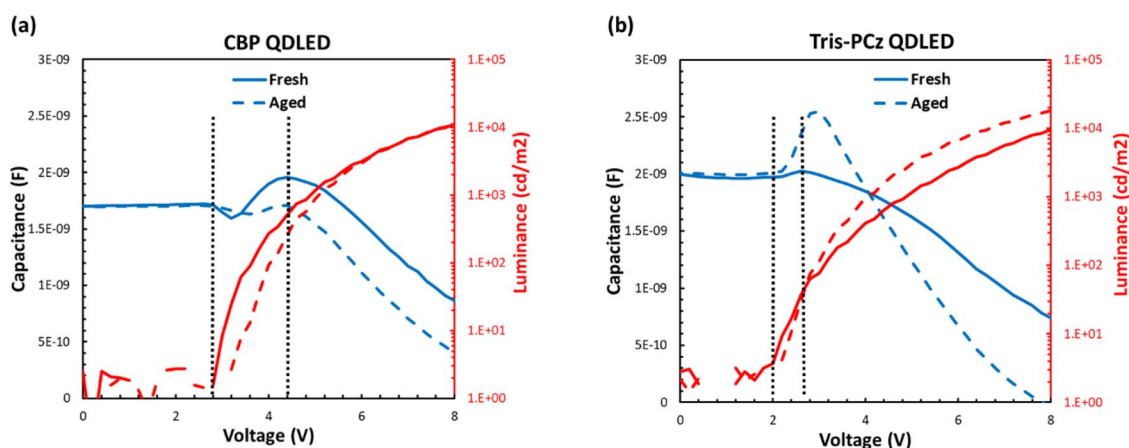 (a)
CBP QDLED
3E-09
2.5E-09
2E-09
1E-09
1E-09
5E-10
0
Capacitance (F)
Fresh
Aged
1.E+05
1.E+04
1.E+03
1.E+02
1.E+01
1.E+00
Luminance (cd/m2)
0 2 4 6 8
Voltage (V)
(b)
Tris-PCz QDLED
3E-09
2.5E-09
2E-09
1E-09
1E-09
5E-10
0
Capacitance (F)
Fresh
Aged
1.E+05
1.E+04
1.E+03
1.E+02
1.E+01
1.E+00
Luminance (cd/m2)
0 2 4 6 8
Voltage (V)